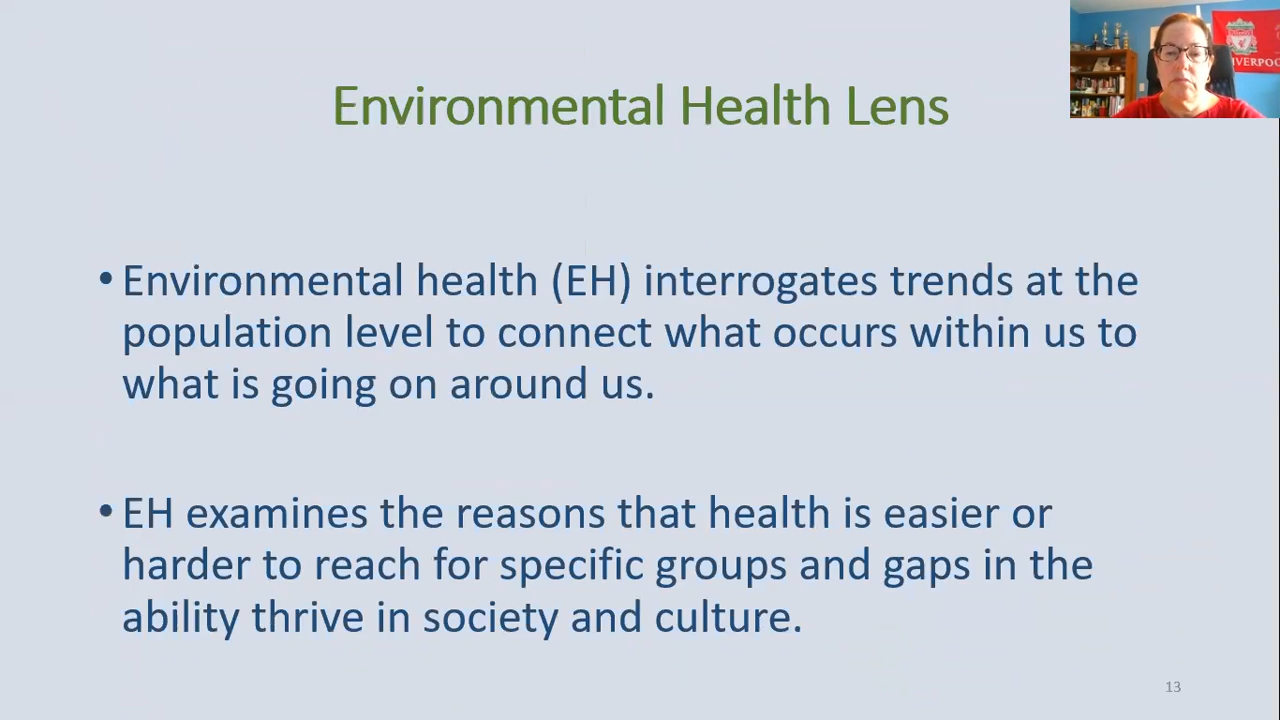 Environmental Health Lens
• Environmental health (EH) interrogates trends at the
population level to connect what occurs within us to
what is going on around us.
• EH examines the reasons that health is easier or
harder to reach for specific groups and gaps in the
ability thrive in society and culture.
13